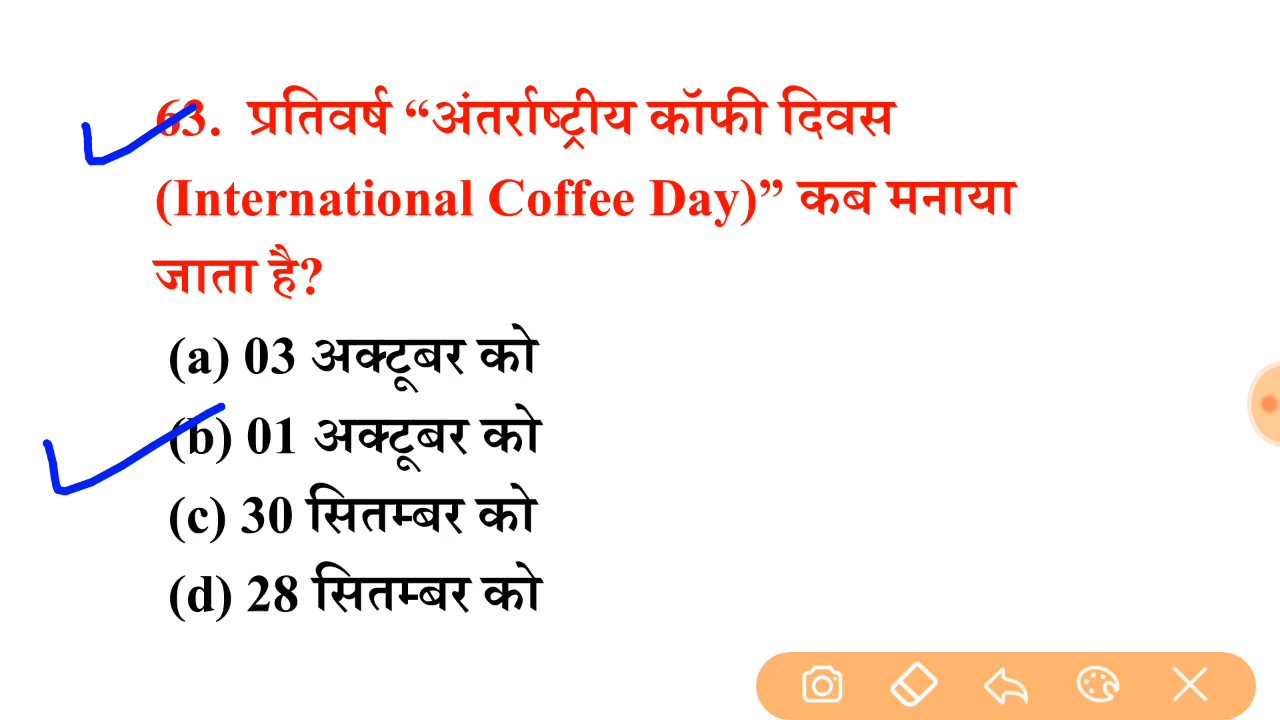 63. प्रतिवर्ष “अंतर्राष्ट्रीय कॉफी दिवस
(International Coffee Day)” कब मनाया
जाता है?
(a) 03 अक्टूबर को
(b) 01 अक्टूबर को
(c) 30 सितम्बर को
(d) 28 सितम्बर को